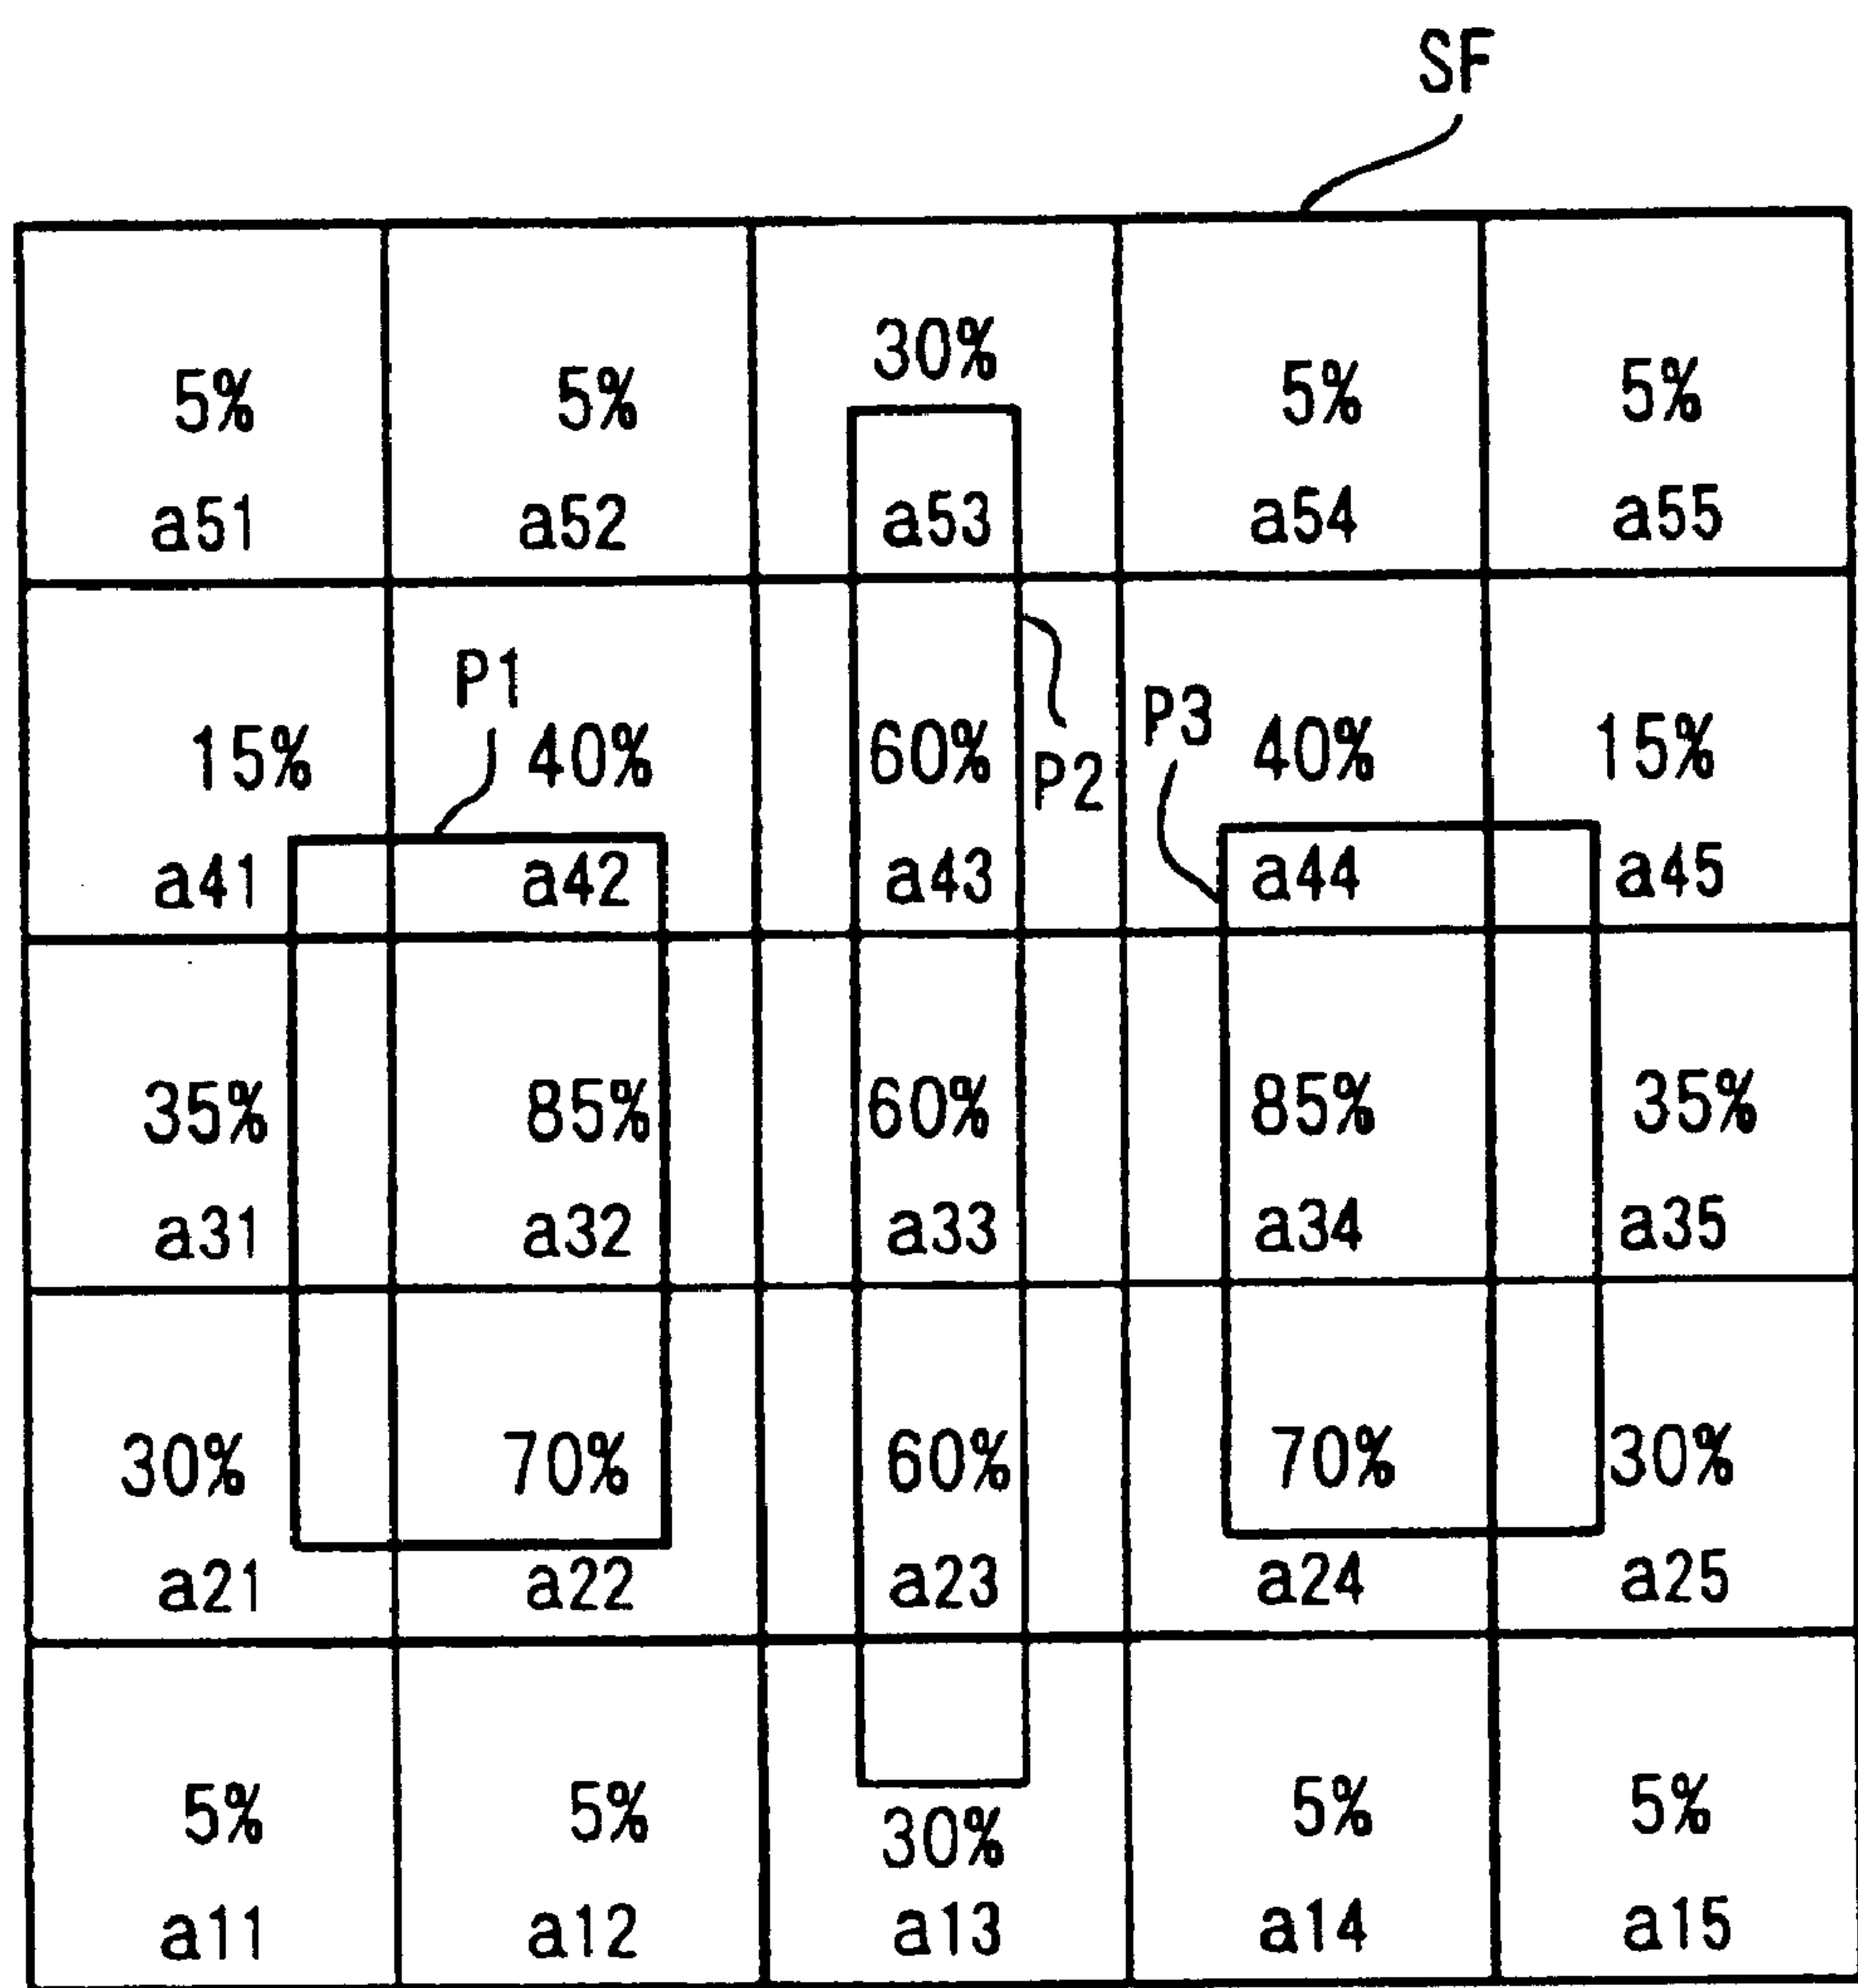 SF
5% 5% 30% 5% 5%
a51 a52 a53 a54 a55
P1 P2 P3
15% 40% 60% 40% 15%
a41 a42 a43 a44 a45
35% 85% 60% 85% 35%
a31 a32 a33 a34 a35
30% 70% 60% 70% 30%
a21 a22 a23 a24 a25
5% 5% 30% 5% 5%
a11 a12 a13 a14 a15